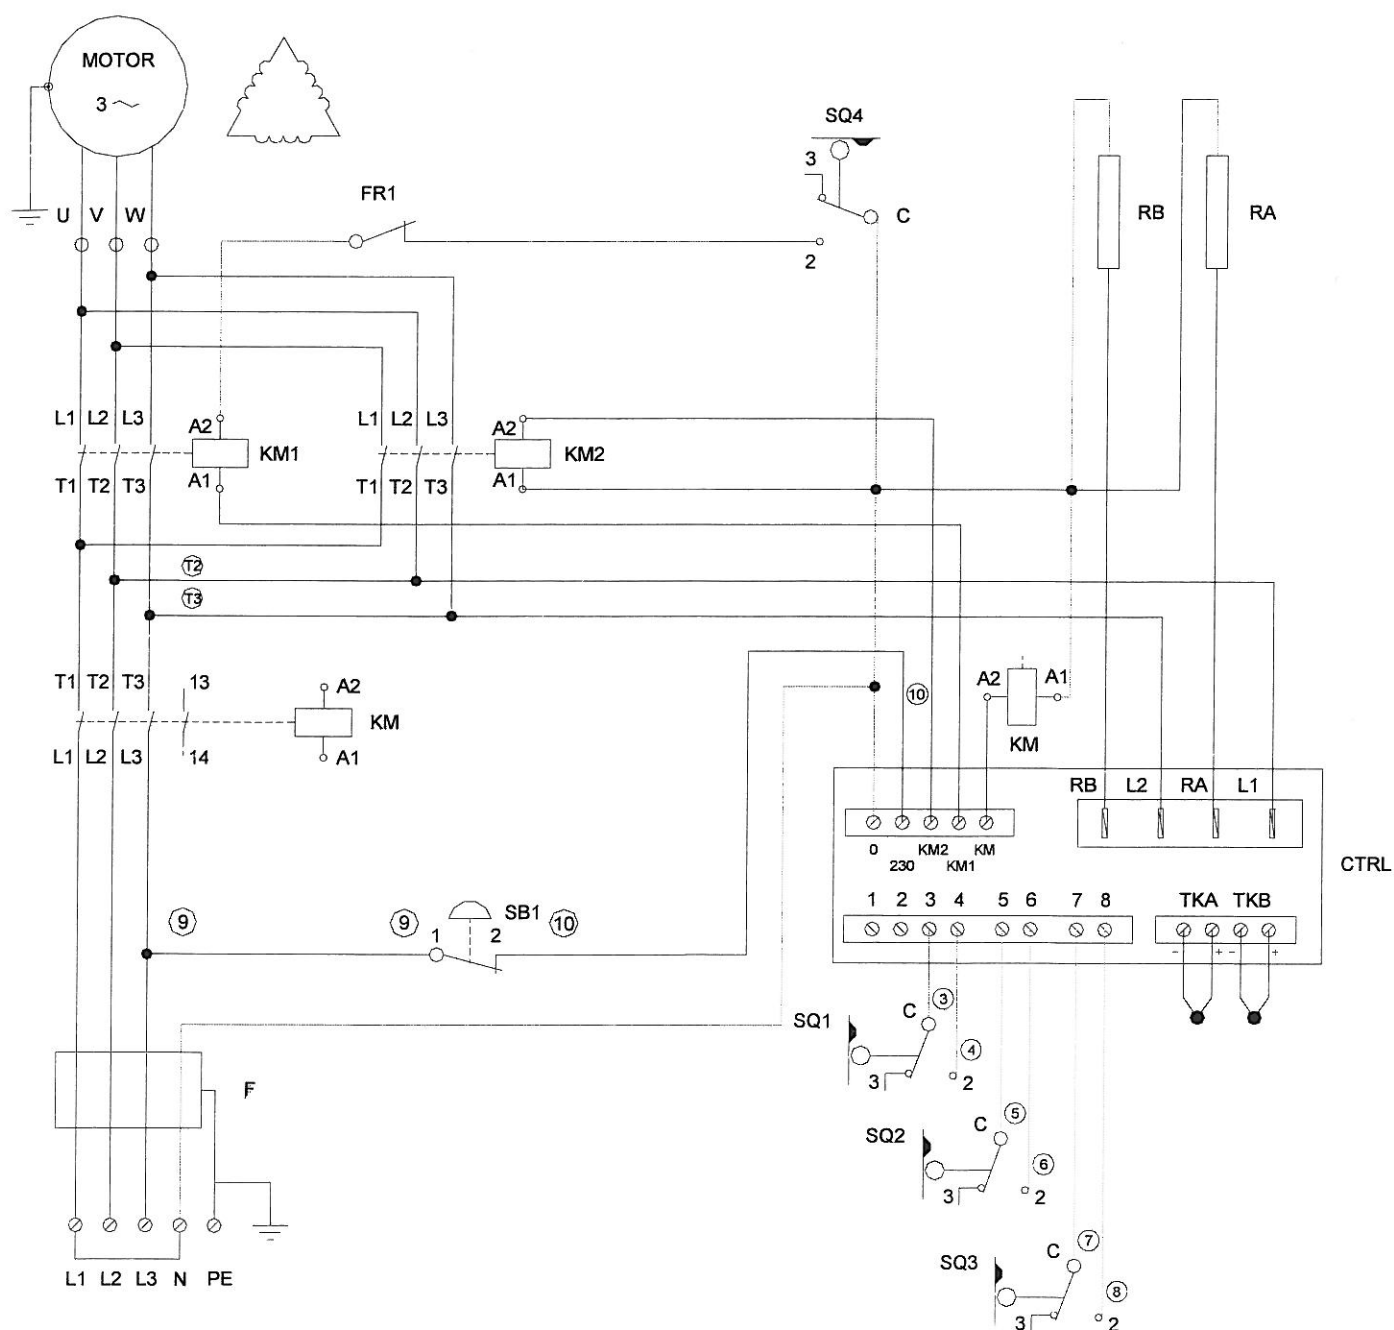 MOTOR
3
SQ4
3
FR1
RB
RA
U V W
C
2
L1 L2 L3
A2
KM1
A1
T1 T2 T3
L1 L2 L3
A2
KM2
A1
T1 T2 T3
T2
T3
T1 T2 T3 13
A2
KM
L1 L2 L3 14
A1
10
A2 A1
KM
RB L2 RA L1
0 230 KM2 KM1 KM
CTRL
1 2 3 4 5 6 7 8
TKA TKB
- + - +
9
9
1
SB1
2
10
SQ1
C
3
4
3
2
F
SQ2
C
5
6
3
2
SQ3
C
7
8
3
2
L1 L2 L3 N PE